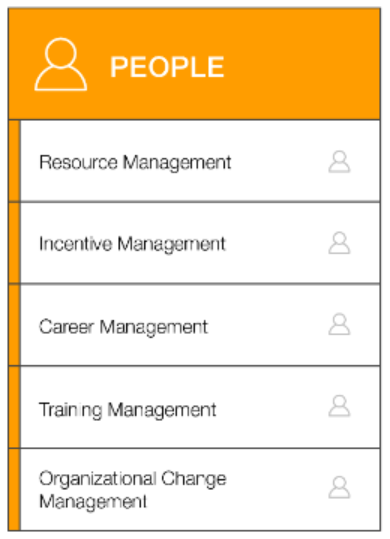 PEOPLE
Resource Management
Incentive Management
Career Management
Training Management
Organizational Change
Management